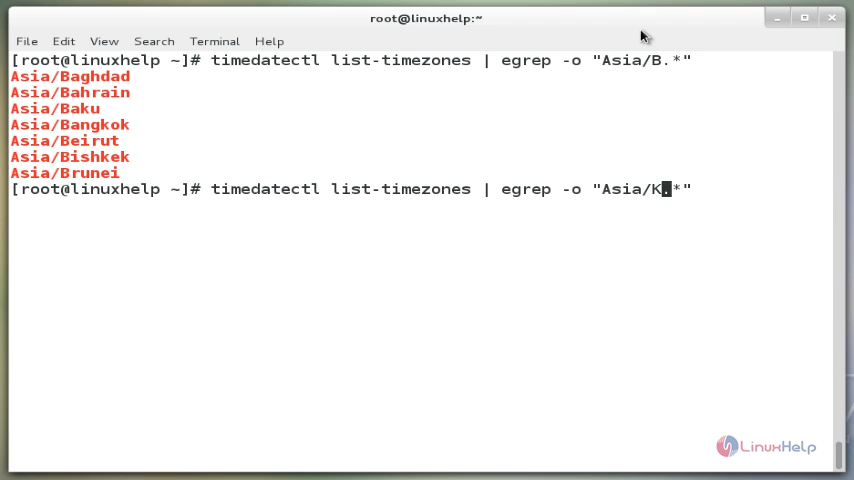 root@linuxhelp:~
File Edit View Search Terminal Help
[root@linuxhelp ~]# timedatectl list-timezones | egrep -o "Asia/B.*"
Asia/Baghdad
Asia/Bahrain
Asia/Baku
Asia/Bangkok
Asia/Beirut
Asia/Bishkek
Asia/Brunei
[root@linuxhelp ~]# timedatectl list-timezones | egrep -o "Asia/K.*"
LinuxHelp